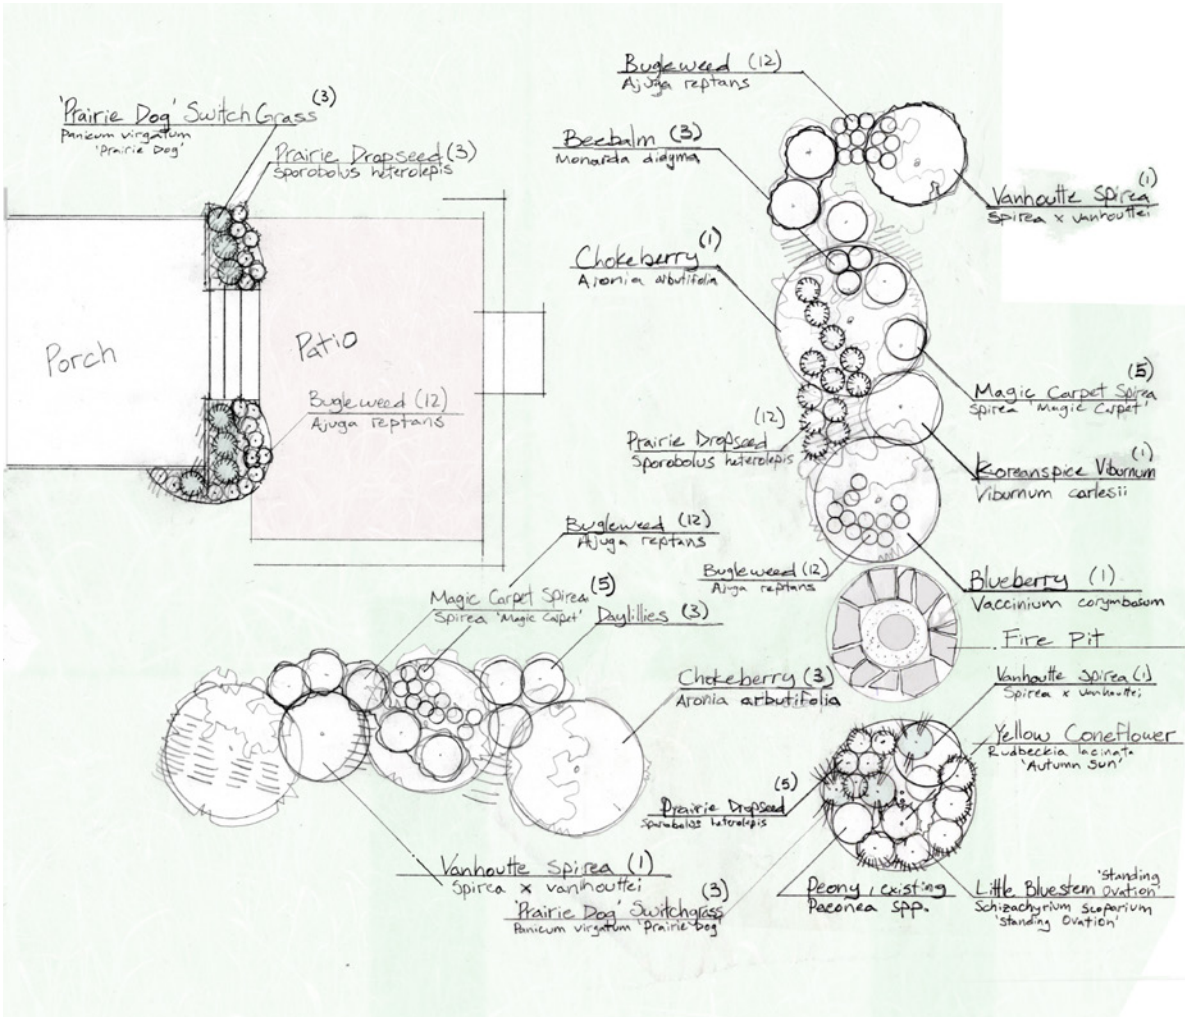 'Prairie Dog' Switch Grass (3)
Panicum virgatum
'Prairie Dog'
Prairie Dropseed (3)
Sporobolus heterolepis
Porch
Patio
Bugleweed (12)
Ajuga reptans
Bugleweed (12)
Ajuga reptans
Beebalm (3)
Monarda didyma
Vanhoutte Spirea (1)
Spirea x vanhouttei
Chokeberry (1)
Aronia arbutifolia
Magic Carpet Spirea (5)
Spirea 'Magic Carpet'
Prairie Dropseed (12)
Sporobolus heterolepis
Koreanspice Viburnum (1)
Viburnum carlesii
Bugleweed (12)
Ajuga reptans
Blueberry (1)
Vaccinium corymbosum
Fire Pit
Bugleweed (12)
Ajuga reptans
Magic Carpet Spirea (5)
Spirea 'Magic Carpet'
Daylillies (3)
Chokeberry (3)
Aronia arbutifolia
Vanhoutte Spirea (1)
Spirea x vanhouttei
Vanhoutte Spirea (1)
Spirea x vanhouttei
Yellow Coneflower
Rudbeckia lacinata
'Autumn Sun'
Prairie Dropseed (5)
Sporobolus heterolepis
'Prairie Dog' Switchgrass (3)
Panicum virgatum 'Prairie Dog'
Peony, existing
Paeonea spp.
Little Bluestem 'Standing Ovation'
Schizachyrium scoparium
'Standing Ovation'